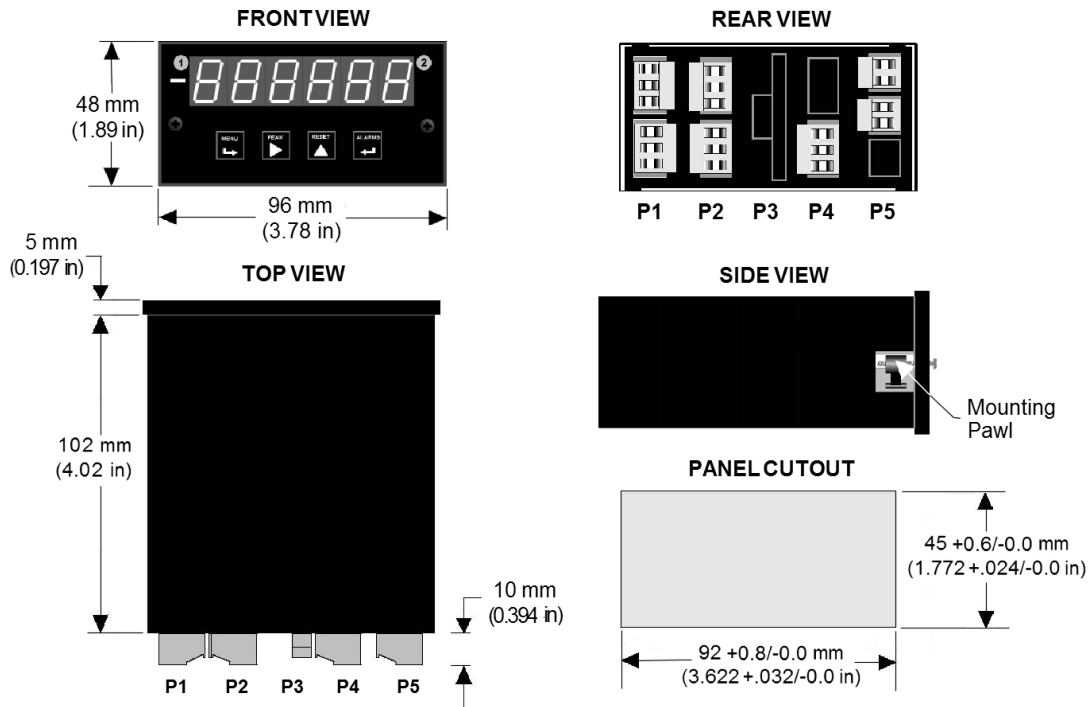 FRONT VIEW
1
2
888888
MENU
PEAK
RESET
ALARMS
48 mm
(1.89 in)
96 mm
(3.78 in)
REAR VIEW
P1 P2 P3 P4 P5
5 mm
(0.197 in)
TOP VIEW
102 mm
(4.02 in)
10 mm
(0.394 in)
P1 P2 P3 P4 P5
SIDE VIEW
Mounting
Pawl
PANEL CUTOUT
45 +0.6/-0.0 mm
(1.772 +.024/-0.0 in)
92 +0.8/-0.0 mm
(3.622 +.032/-0.0 in)